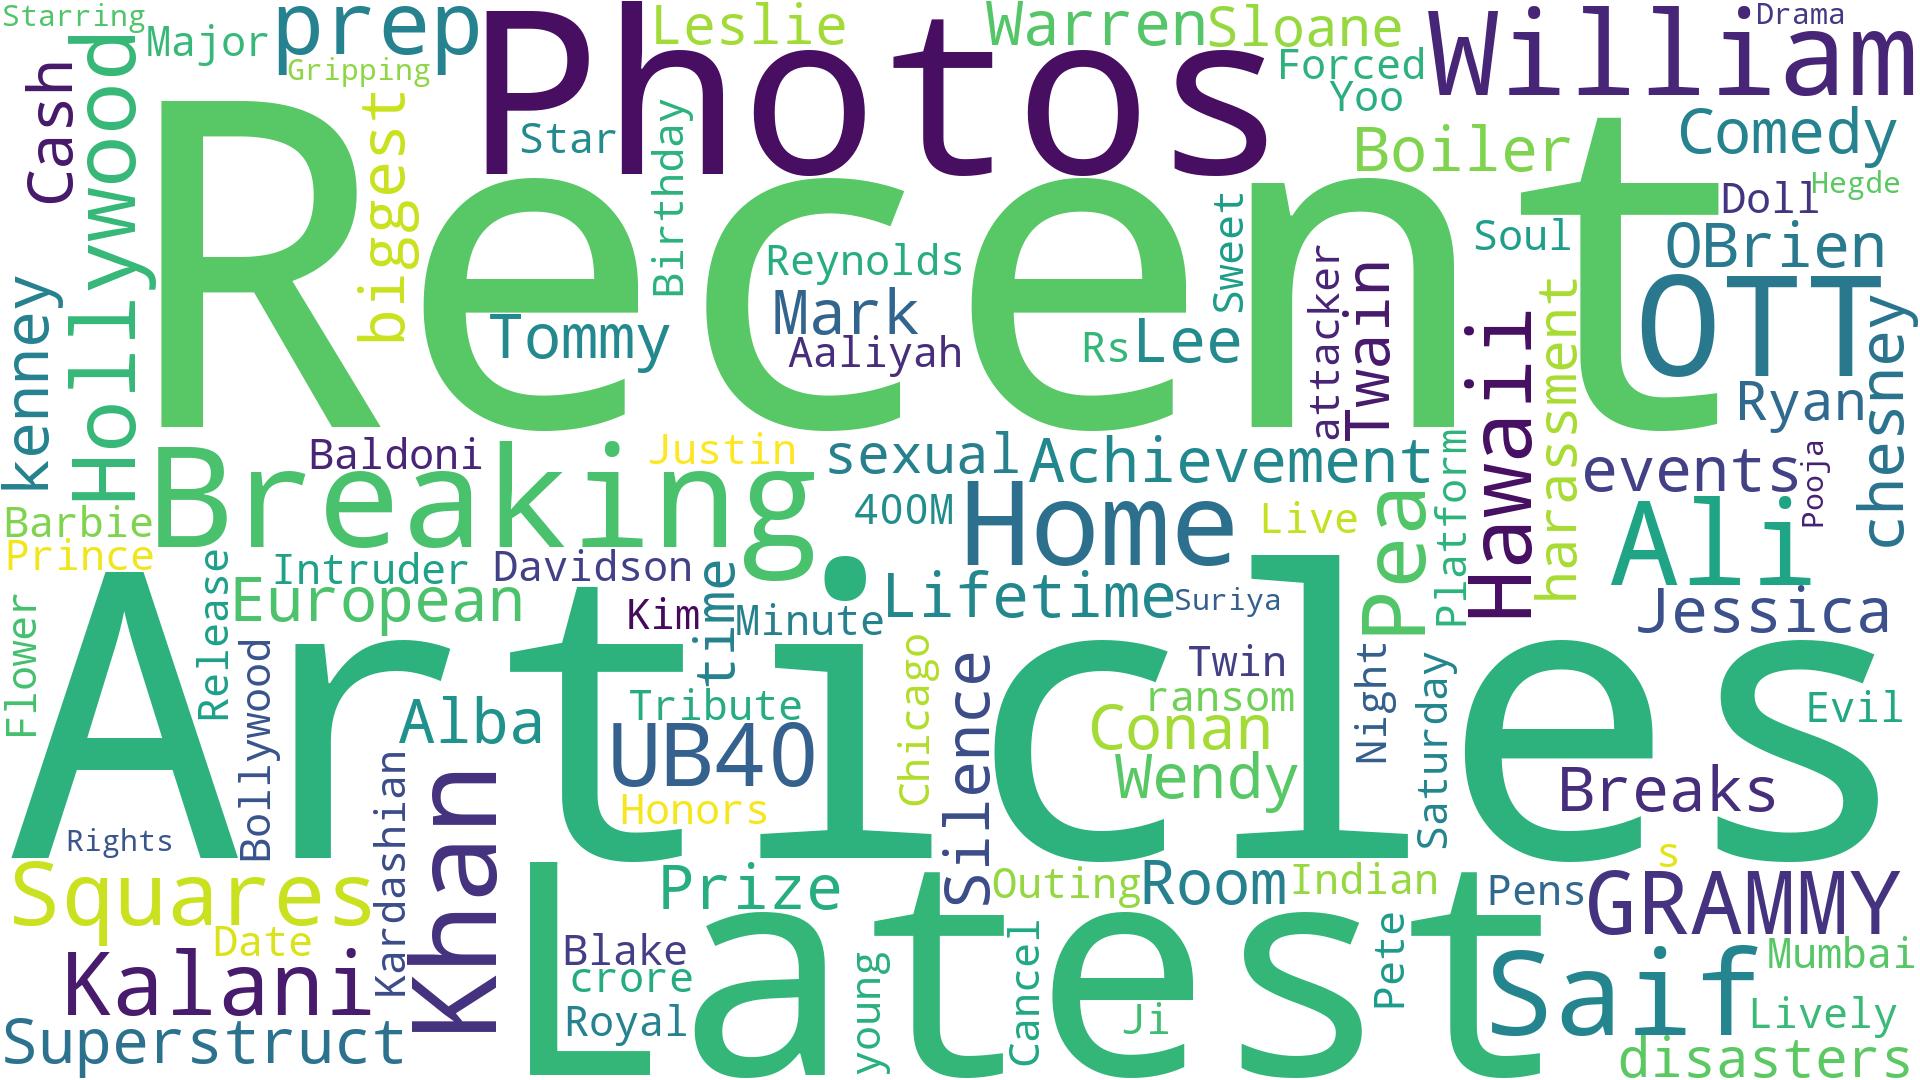 Starring
Major
prep
Gripping
Photos
Leslie
Warren
Sloane
Forced
Yoo
William
Drama
Cash
Hollywood
biggest
Star
Birthday
Recent
Boiler
Comedy
Doll
Hegde
Reynolds
Sweet
Soul
OBrien
kenney
Tommy
Mark
Aaliyah
Rs
Lee
attacker
Twain
Hawaii
harassment
OTT
Ryan
chesney
Baldoni
Justin
sexual
Achievement
Platform
events
Pooja
Breaking
Barbie
Prince
400M
Home
Live
Pea
Ali
Intruder
Davidson
European
Release
Kim
time
Minute
Lifetime
Suriya
Jessica
Flower
Bollywood
Articles
Alba
Tribute
UB40
Honors
Chicago
Silence
Twin
ransom
Conan
Wendy
Night
Saturday
Evil
Breaks
Rights
Kardashian
Khan
Squares
Date
Prize
Outing
Room
Indian
s
Pens
GRAMMY
Kalani
Superstruct
Latest
Blake
crore
Royal
young
Cancel
Ji
Pete
Saif
Mumbai
Lively
disasters